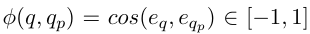 ϕ(q, q_p) = cos(e_q, e_{q_p}) ∈ [−1, 1]